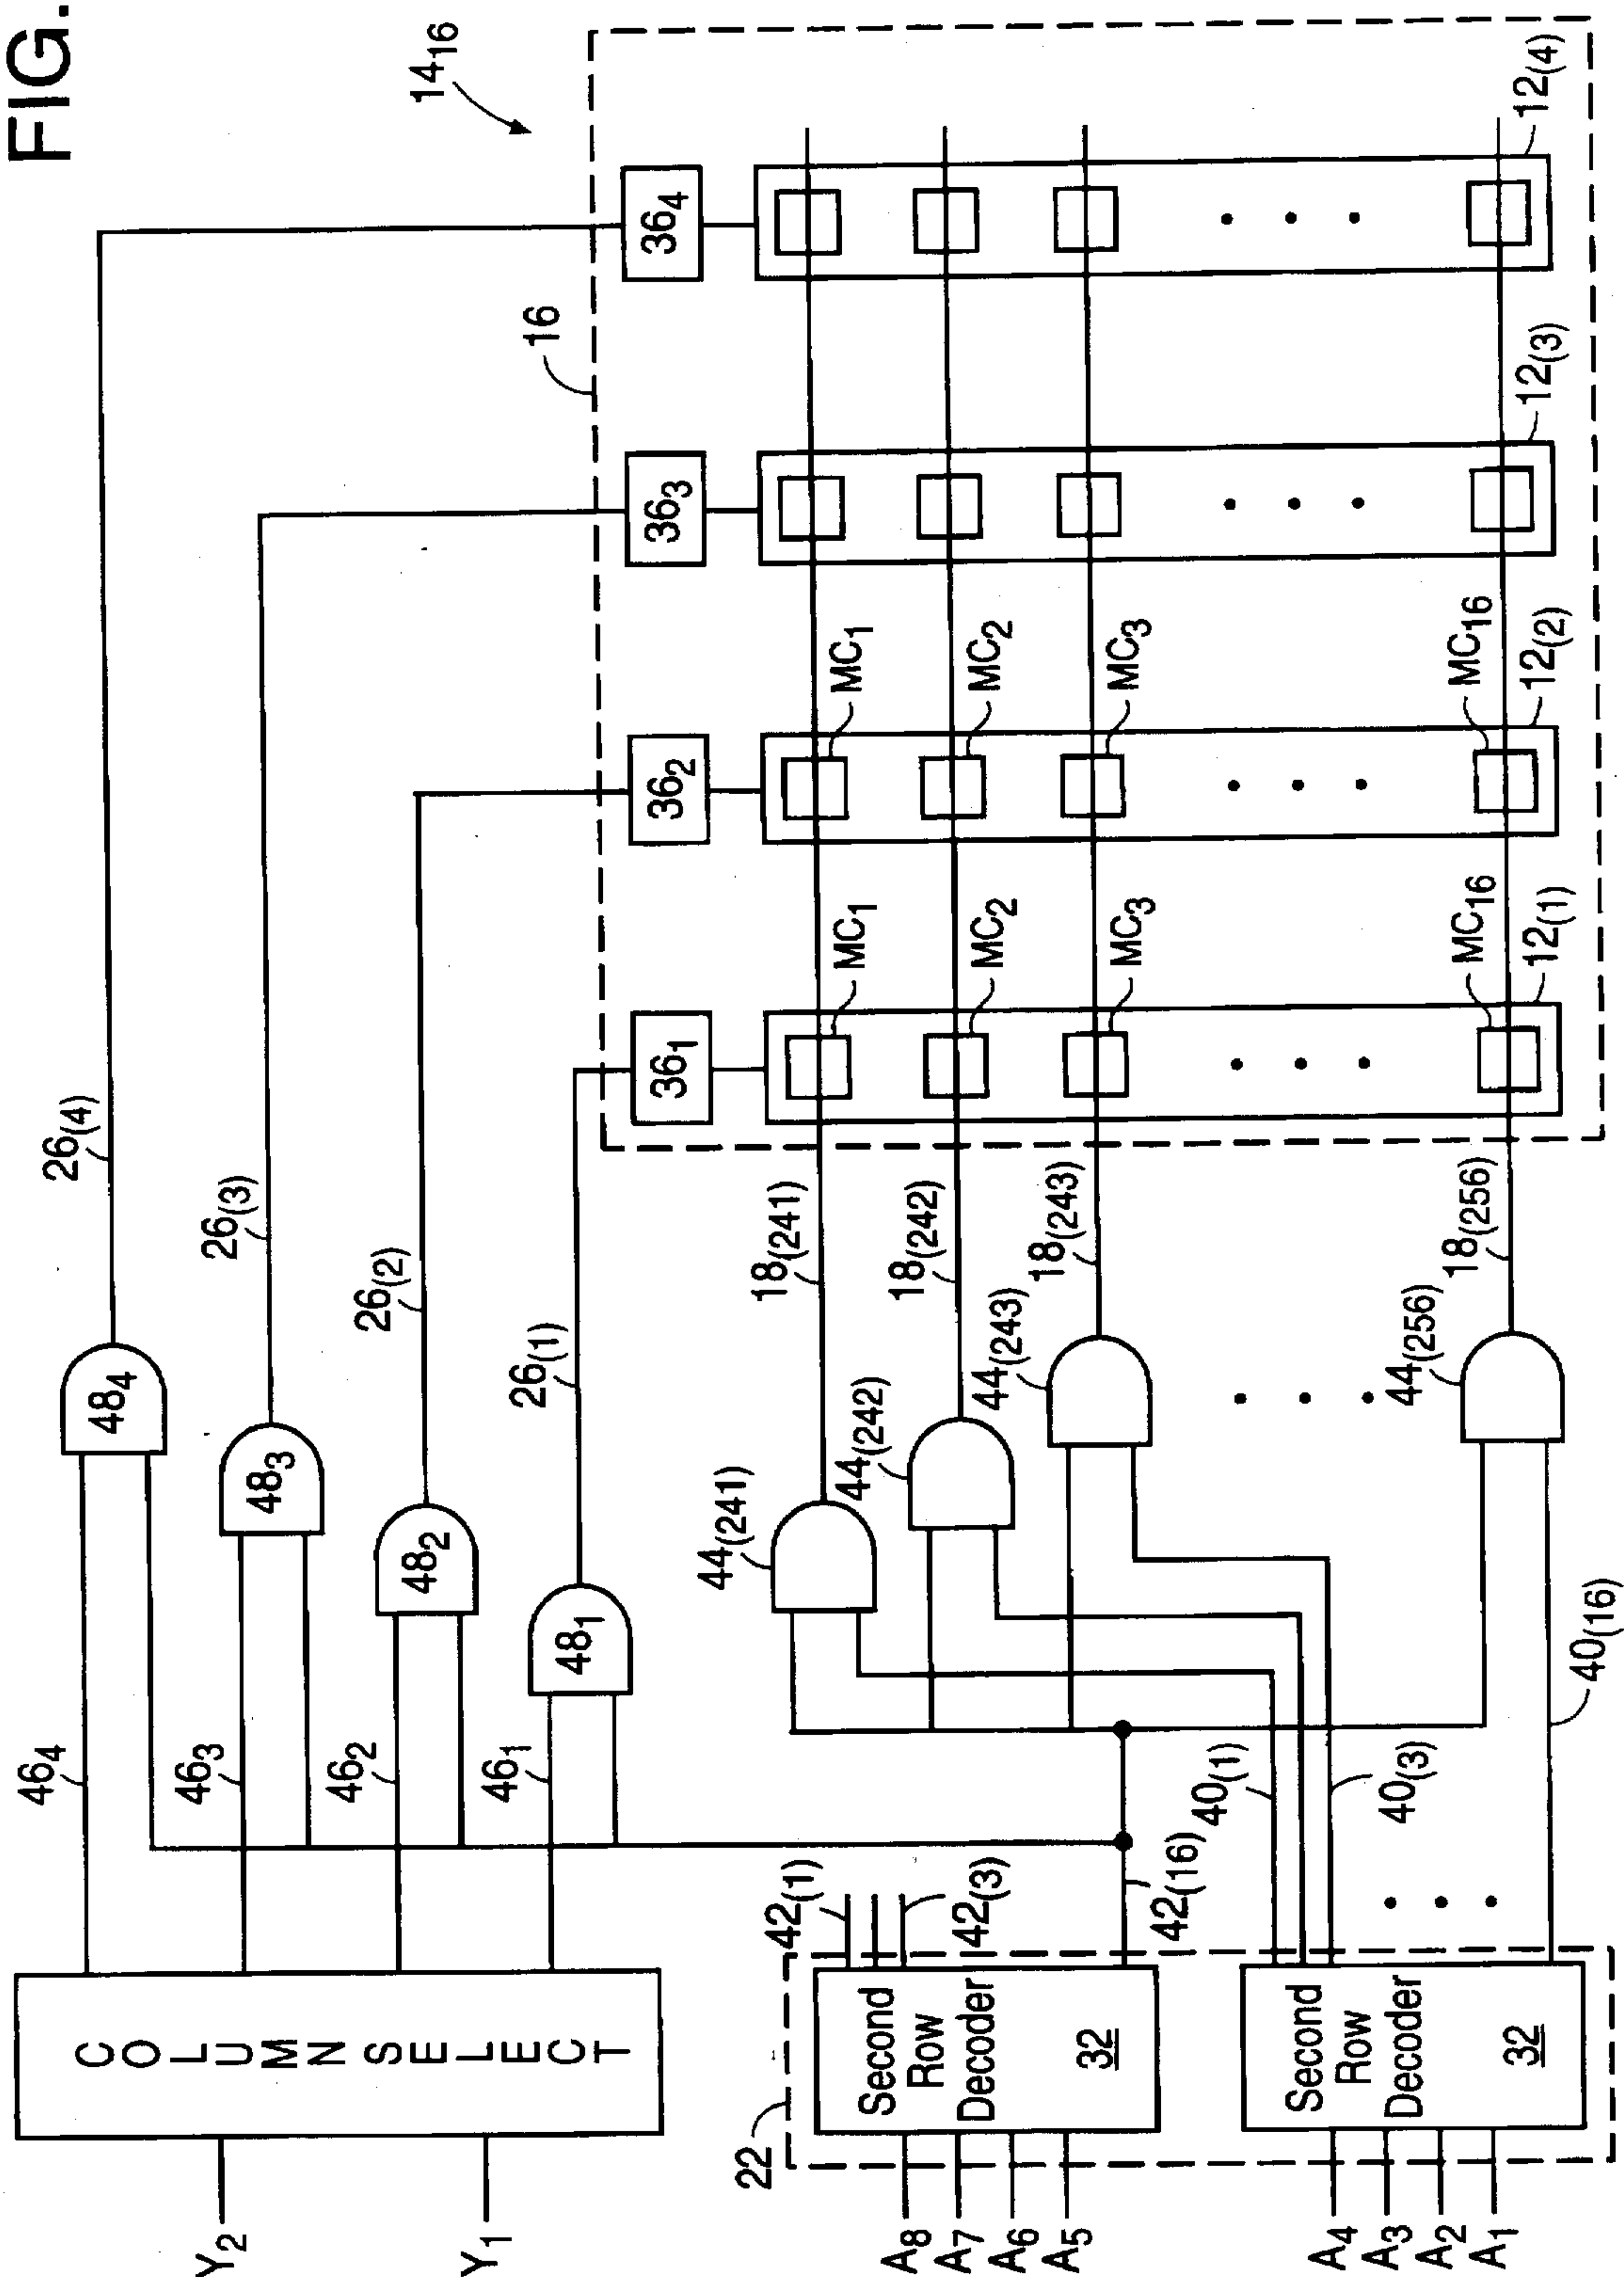 FIG.
14₁₆
16
26₍₄₎
26₍₃₎
26₍₂₎
26₍₁₎
46₄
46₃
46₂
46₁
48₄
48₃
48₂
48₁
COLUMN SELECT
Y₂
Y₁
36₁
36₂
36₃
36₄
MC₁
MC₂
MC₃
MC₁₆
12₍₁₎
MC₁
MC₂
MC₃
MC₁₆
12₍₂₎
12₍₃₎
12₍₄₎
18₍₂₄₁₎
18₍₂₄₂₎
18₍₂₄₃₎
18₍₂₅₆₎
44₍₂₄₁₎
44₍₂₄₂₎
44₍₂₄₃₎
44₍₂₅₆₎
42₍₁₎
42₍₃₎
42₍₁₆₎
40₍₁₎
40₍₃₎
40₍₁₆₎
22
Second
Row
Decoder
32
Second
Row
Decoder
32
A₈
A₇
A₆
A₅
A₄
A₃
A₂
A₁